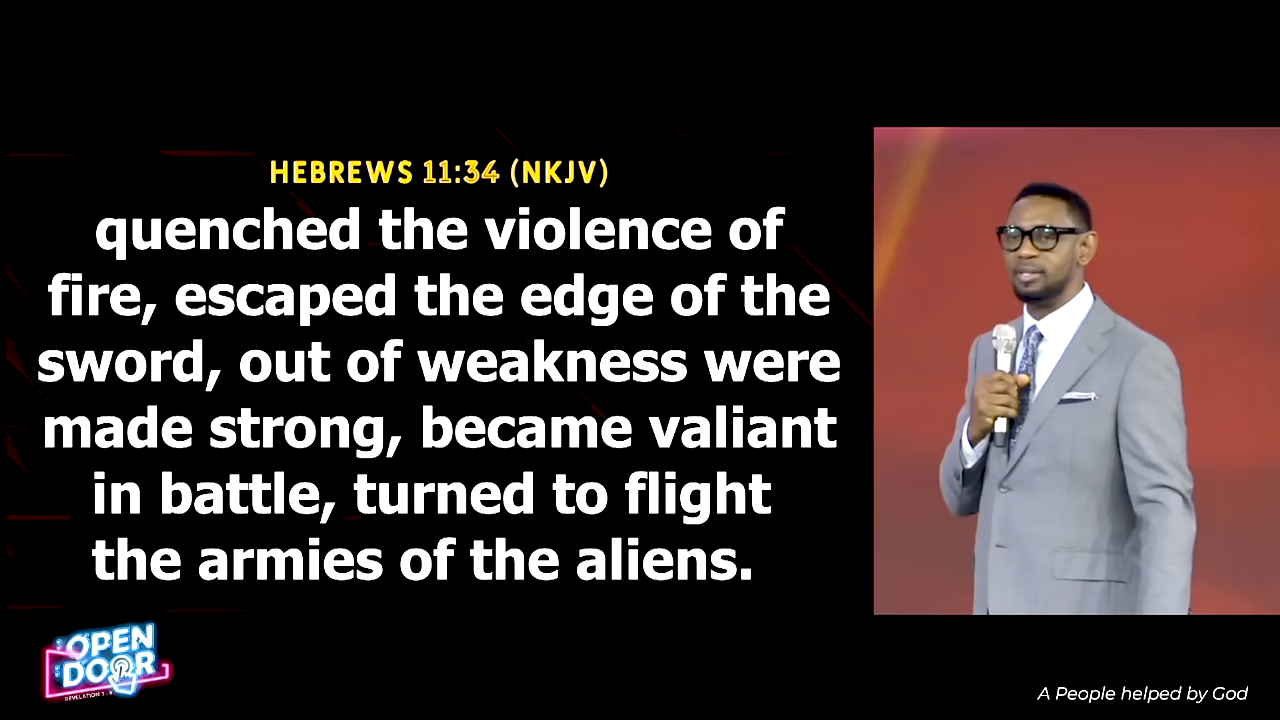 HEBREWS 11:34 (NKJV)
quenched the violence of
fire, escaped the edge of the
sword, out of weakness were
made strong, became valiant
in battle, turned to flight
the armies of the aliens.
OPEN
DOOR
A People helped by God